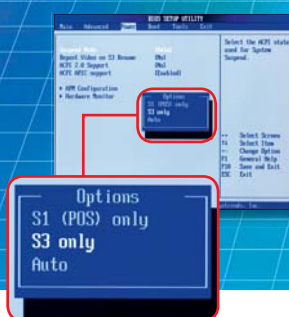 BIOS SETUP UTILITY
Main Advanced Power Boot Tools Exit
Suspend Mode [Auto]
Repost Video on S3 Resume [No]
ACPI 2.0 Support [No]
ACPI APIC support [Enabled]
APM Configuration
Hardware Monitor
Select the ACPI state
used for System
Suspend.
Options
S1 (POS) only
S3 only
Auto
Select Screen
Select Item
Change Option
F1 General Help
F10 Save and Exit
ESC Exit
Options
S1 (POS) only
S3 only
Auto